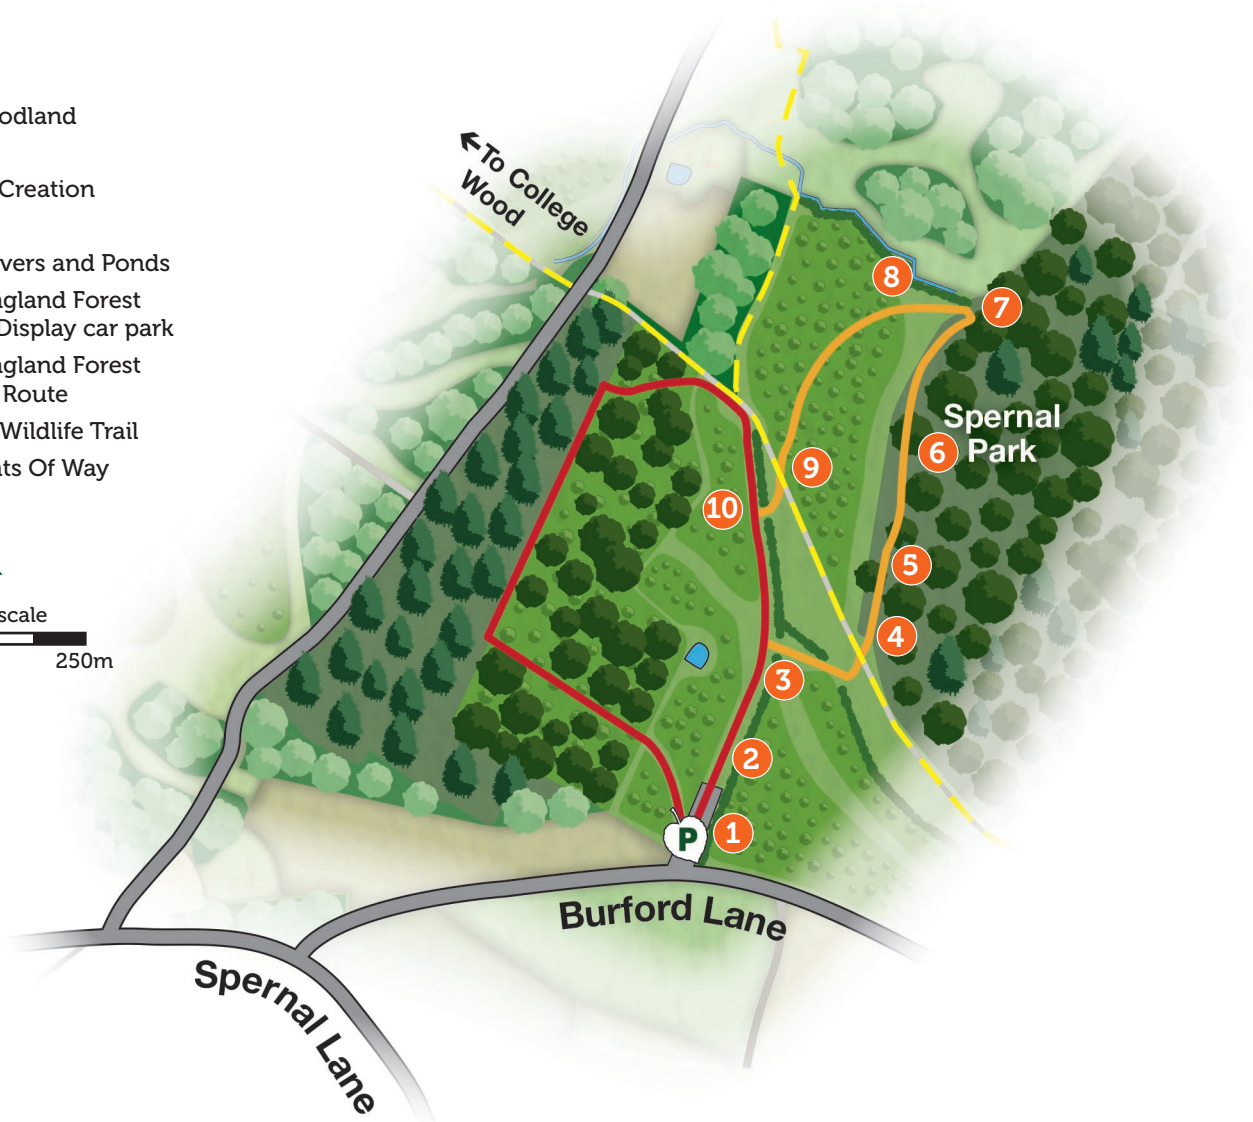 odland
Creation
vers and Ponds
gland Forest
Display car park
gland Forest
Route
Wildlife Trail
ts Of Way
scale
250m
To College
Wood
8
7
Spernal
Park
6
9
10
5
4
3
2
1
P
Burford Lane
Spernal Lane